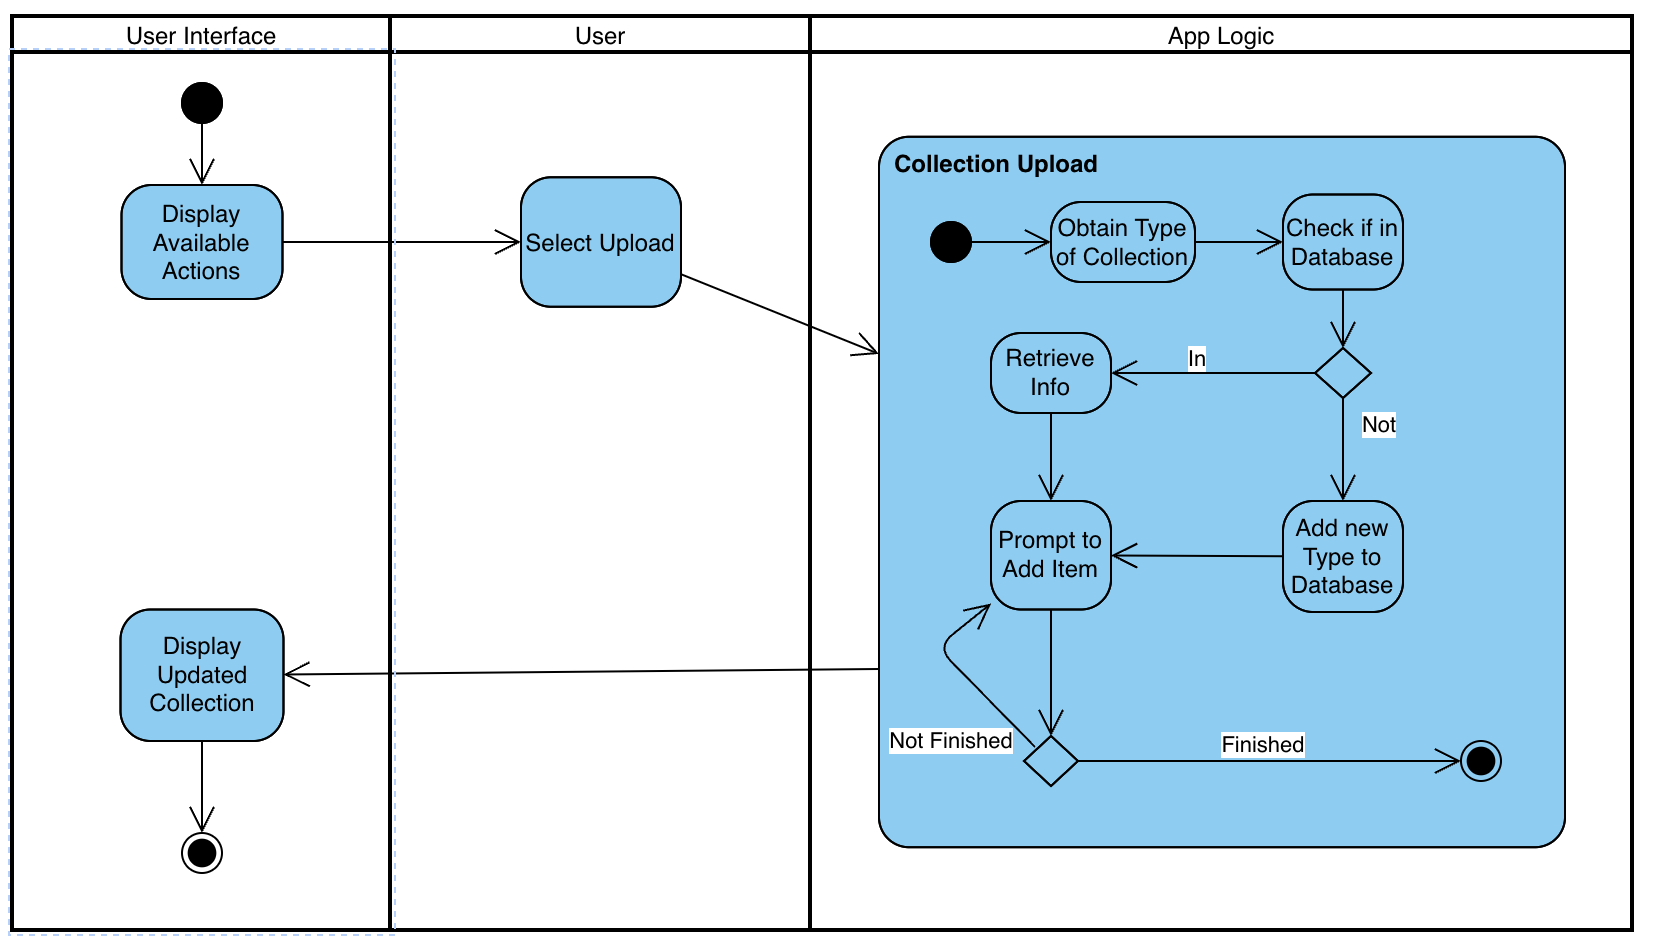 User Interface
User
App Logic
Display
Available
Actions
Select Upload
Collection Upload
Obtain Type
of Collection
Check if in
Database
Retrieve
Info
In
Not
Prompt to
Add Item
Add new
Type to
Database
Display
Updated
Collection
Not Finished
Finished